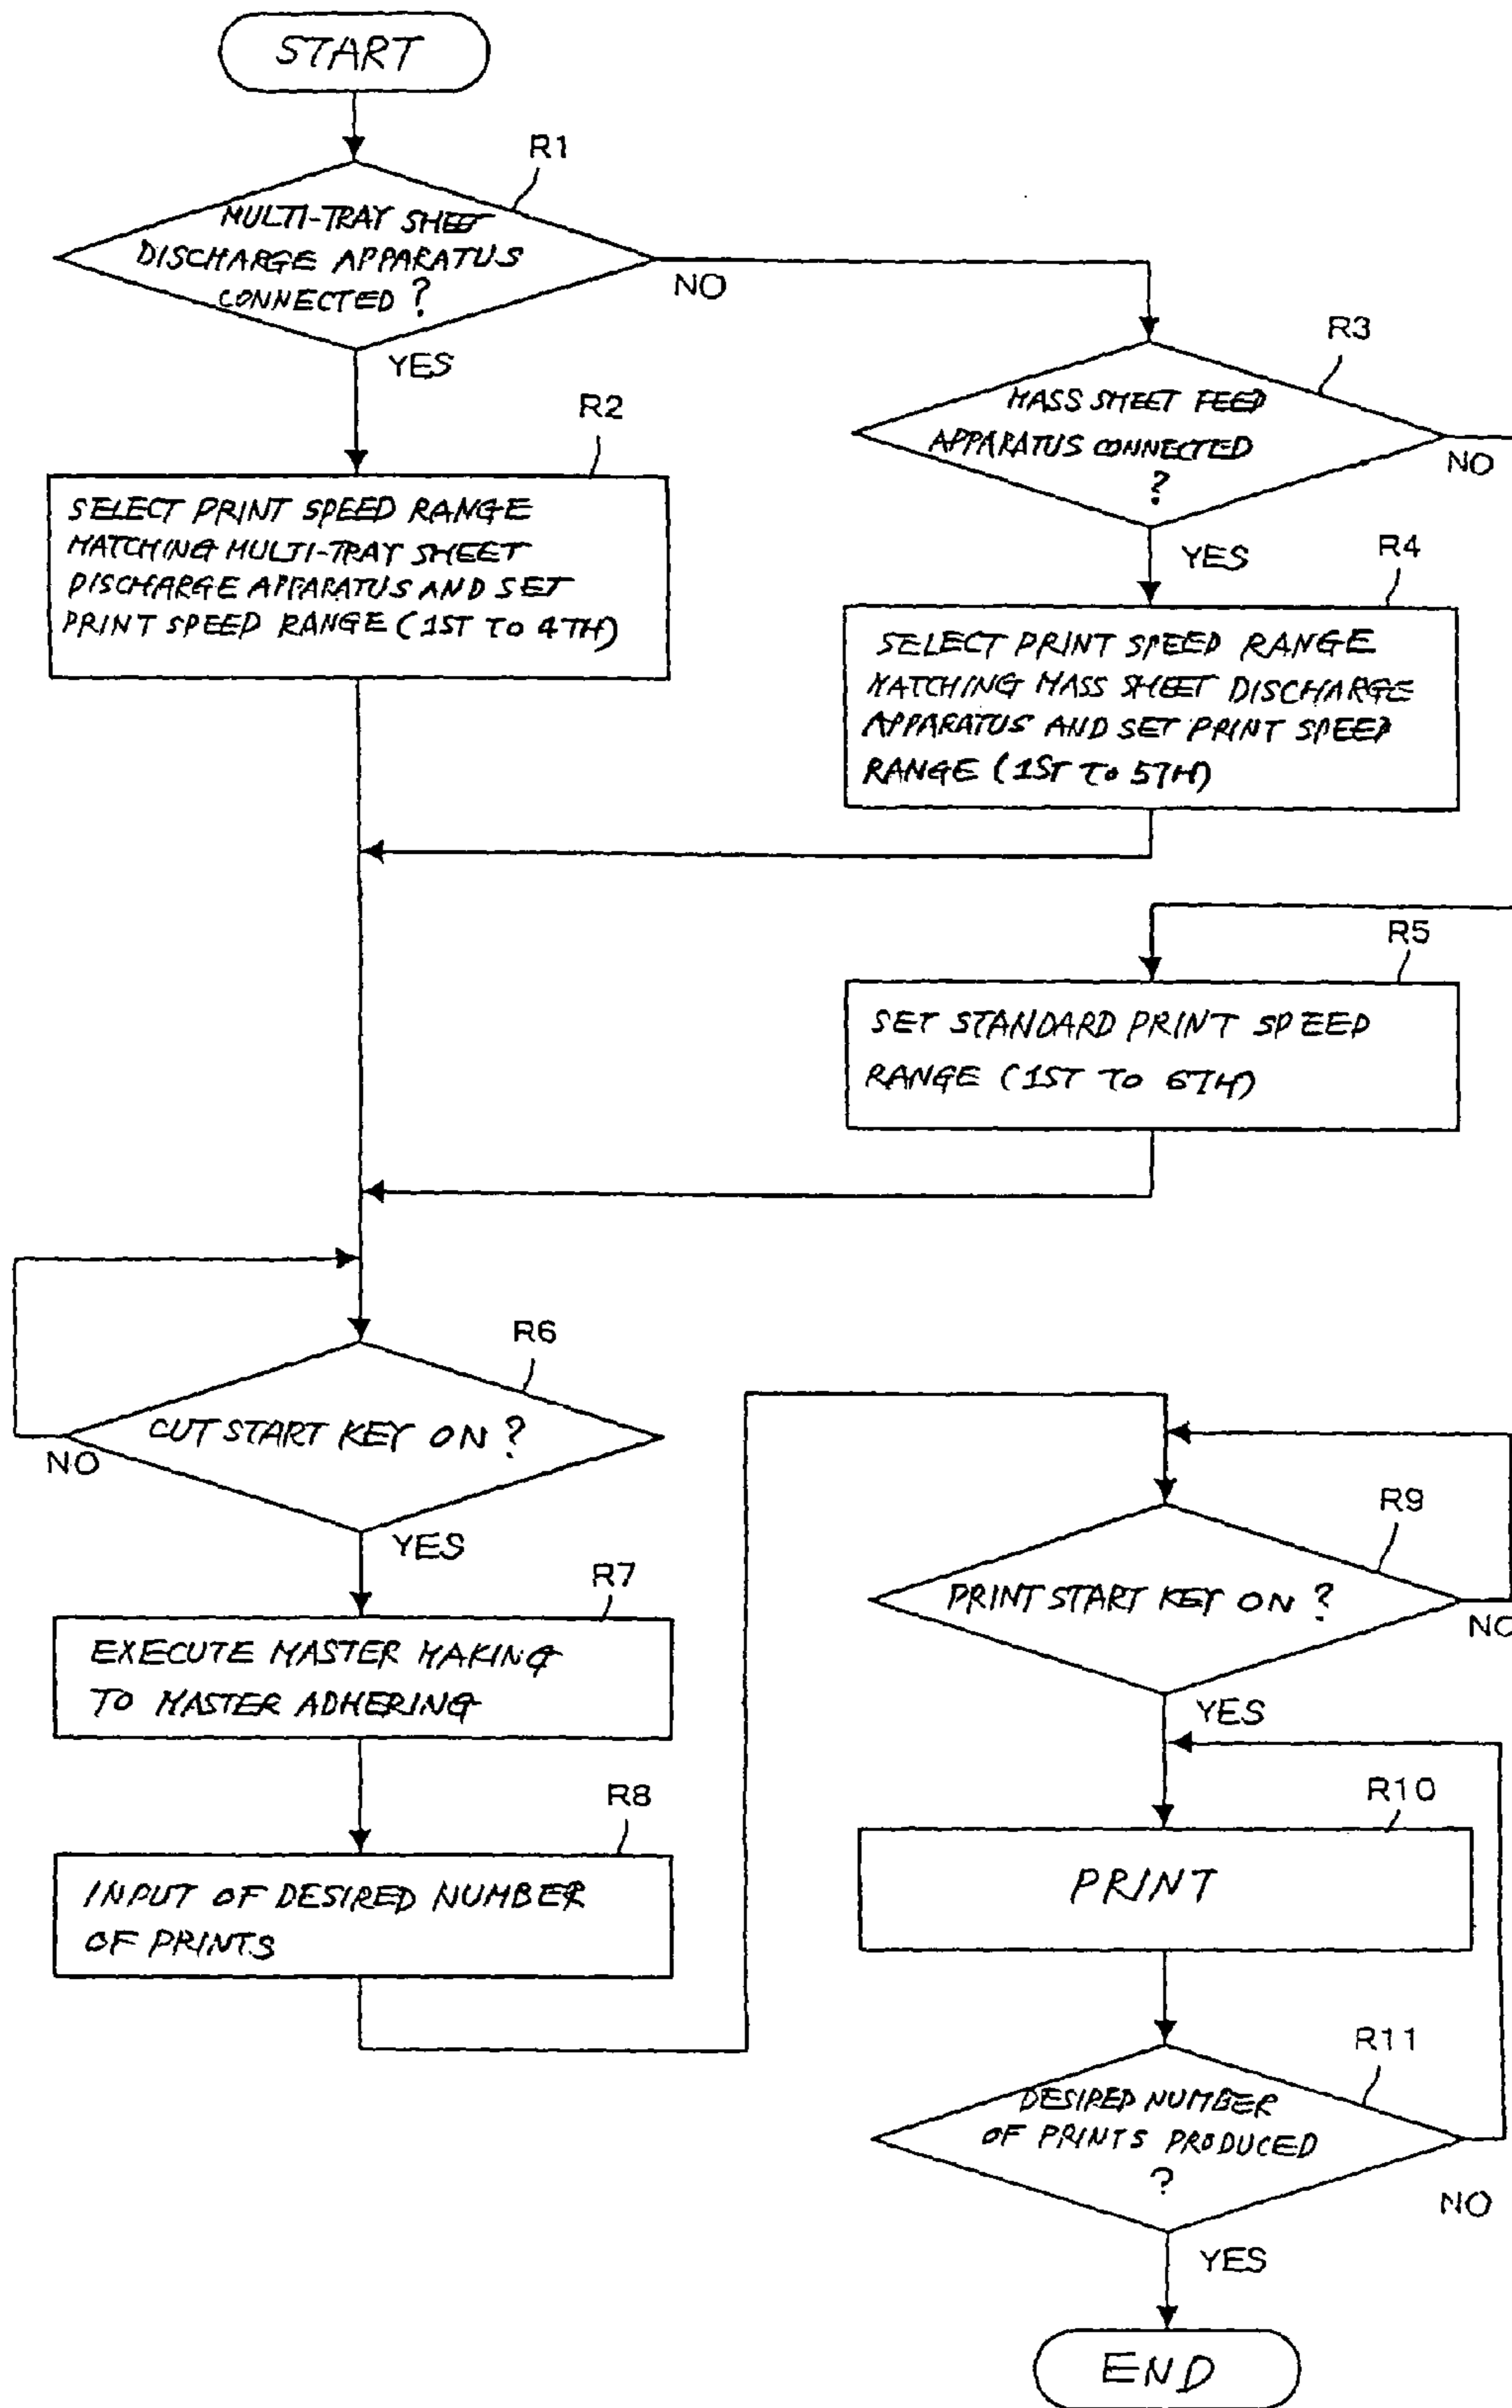 START
R1
MULTI-TRAY SHEET
DISCHARGE APPARATUS
CONNECTED ?
NO
YES
R2
SELECT PRINT SPEED RANGE
MATCHING MULTI-TRAY SHEET
DISCHARGE APPARATUS AND SET
PRINT SPEED RANGE (1ST TO 4TH)
R3
MASS SHEET FEED
APPARATUS CONNECTED
?
NO
YES
R4
SELECT PRINT SPEED RANGE
MATCHING MASS SHEET DISCHARGE
APPARATUS AND SET PRINT SPEED
RANGE (1ST TO 5TH)
R5
SET STANDARD PRINT SPEED
RANGE (1ST TO 6TH)
R6
CUT START KEY ON ?
NO
YES
R7
EXECUTE MASTER MAKING
TO MASTER ADHERING
R8
INPUT OF DESIRED NUMBER
OF PRINTS
R9
PRINT START KEY ON ?
NO
YES
R10
PRINT
R11
DESIRED NUMBER
OF PRINTS PRODUCED
?
NO
YES
END